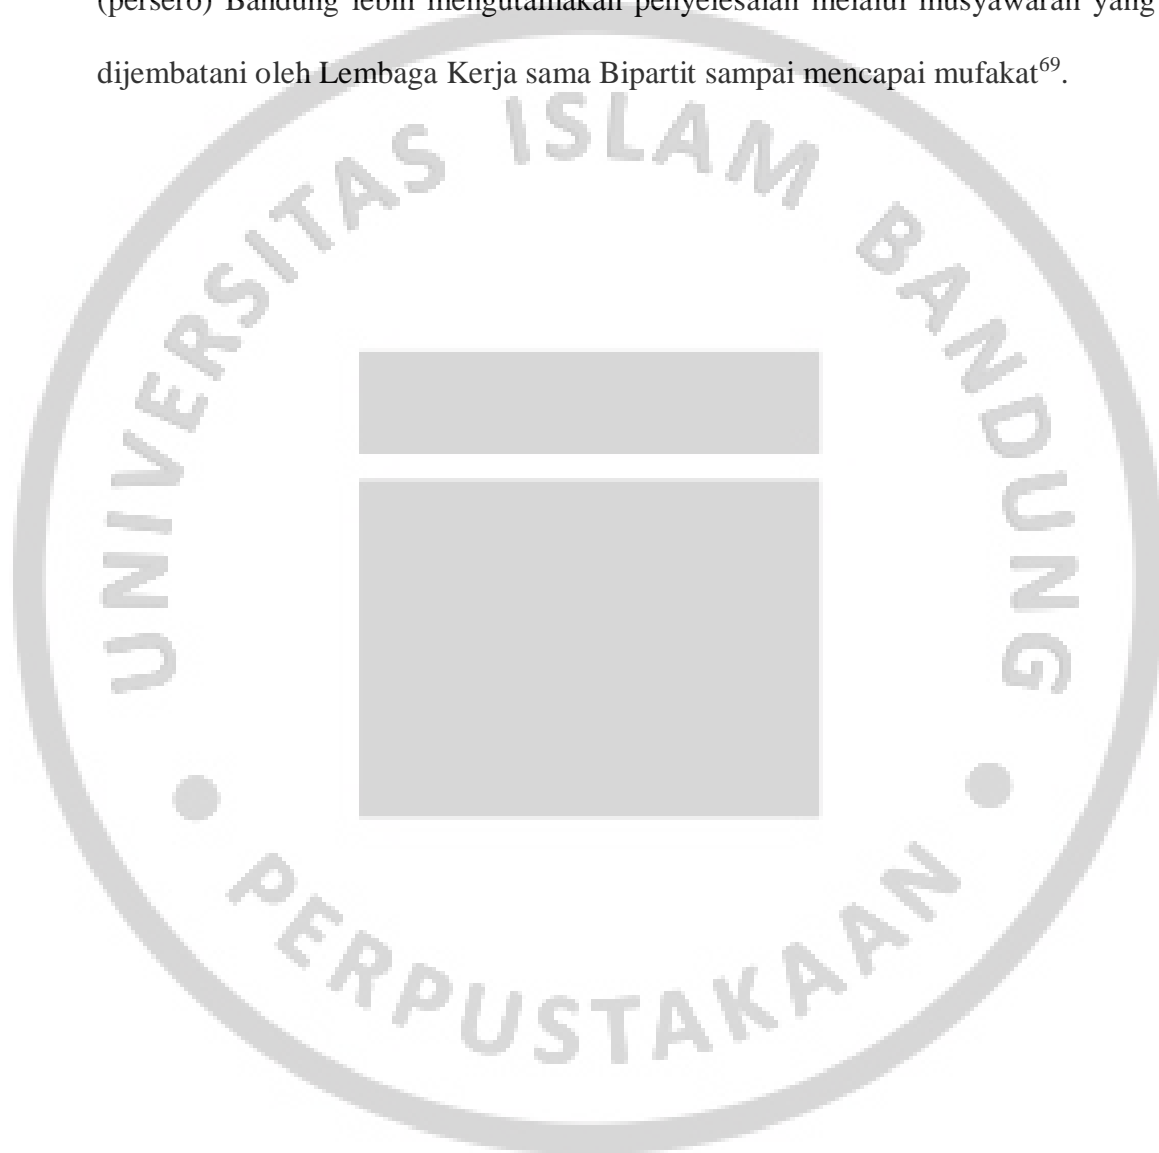 (persero) Bandung lebih mengutamakan penyelesaian melalui musyawarah yang
dijembatani oleh Lembaga Kerja sama Bipartit sampai mencapai mufakat⁶⁹.
UNIVERSITAS ISLAM BANDUNG
• PERPUSTAKAAN •